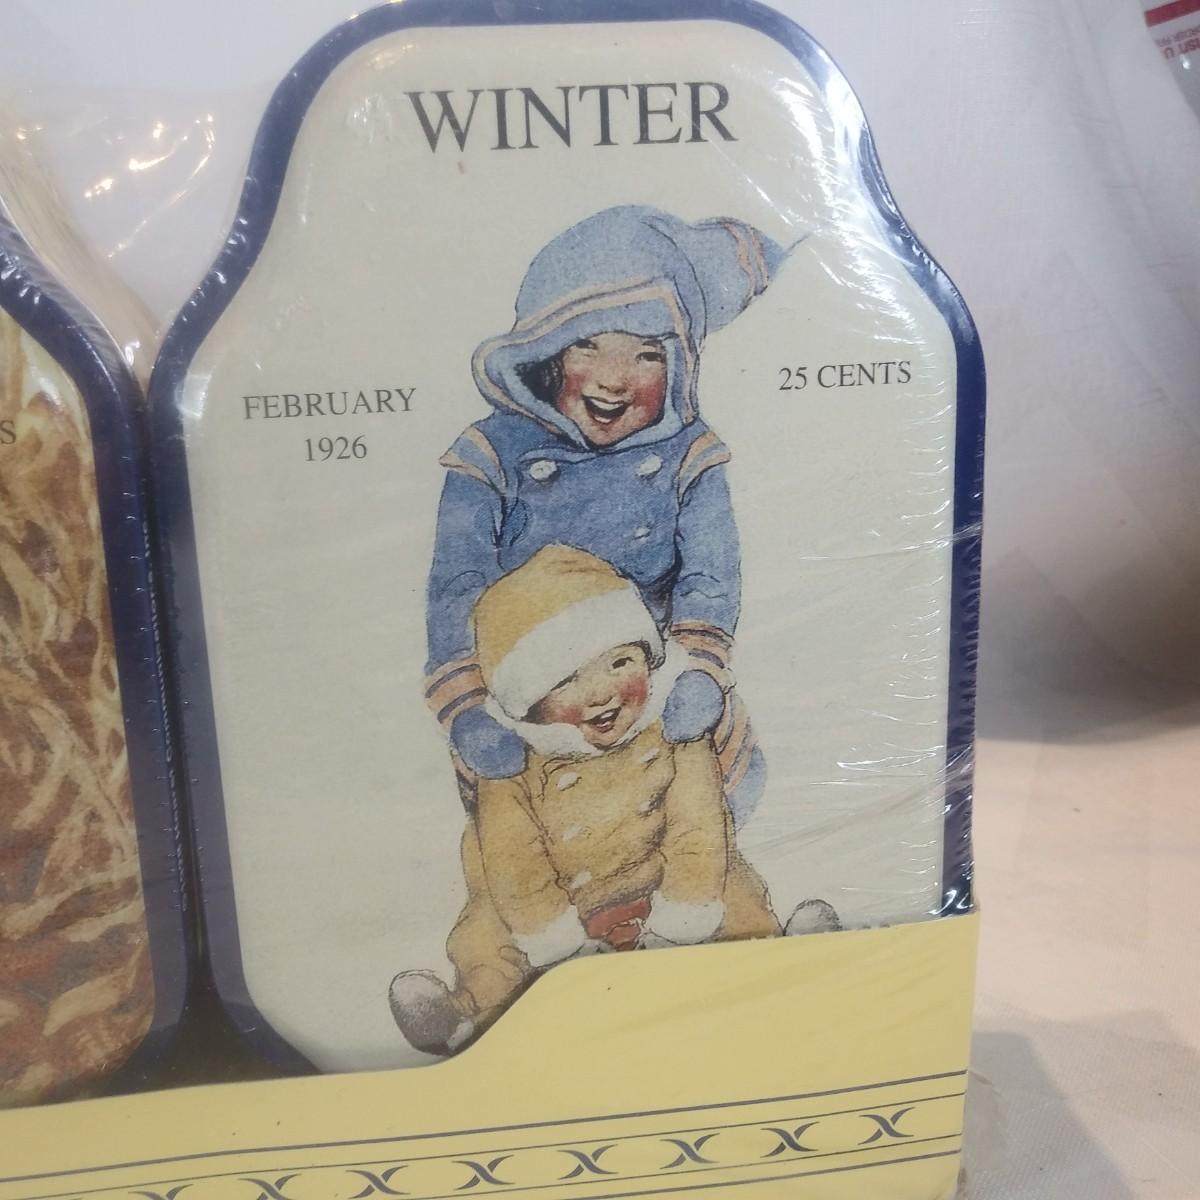 WINTER
FEBRUARY
1926
25 CENTS
S